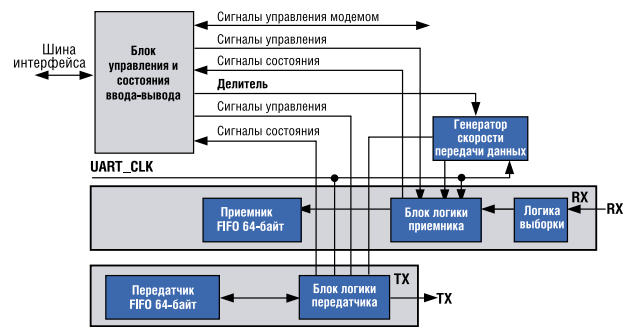 Шина
интерфейса
Блок
управления и
состояния
ввода-вывода
Сигналы управления модемом
Сигналы управления
Сигналы состояния
Делитель
Сигналы управления
Сигналы состояния
Генератор
скорости
передачи данных
UART_CLK
Приемник
FIFO 64-байт
Блок логики
приемника
Логика
выборки
RX
RX
Передатчик
FIFO 64-байт
Блок логики
передатчика
TX
TX